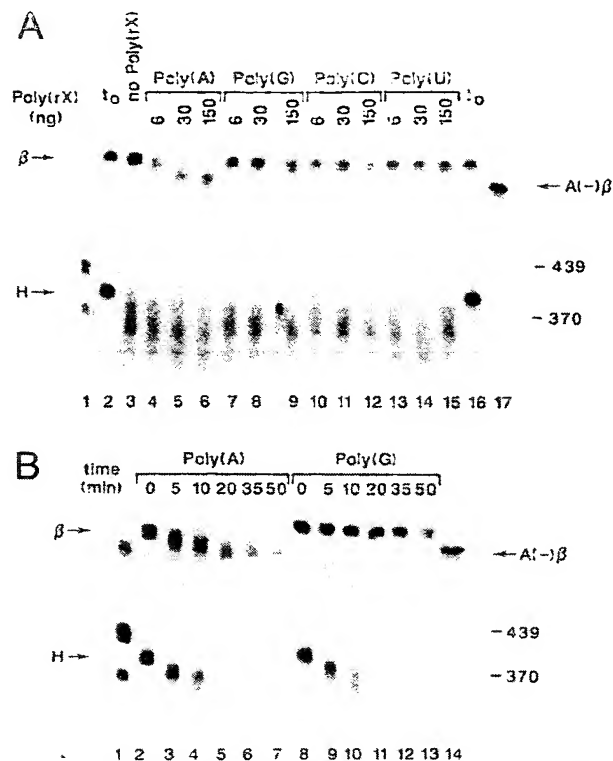 A
Poly(rX)
(ng)
t₀
no Poly(rX)
Poly(A)
Poly(G)
Poly(C)
Poly(U)
t₀
6 30 150 6 30 150 6 30 150 6 30 150
β→
←A(-)β
- 439
H→
- 370
1 2 3 4 5 6 7 8 9 10 11 12 13 14 15 16 17
B
time
(min)
Poly(A)
Poly(G)
0 5 10 20 35 50 0 5 10 20 35 50
β→
←A(-)β
- 439
H→
- 370
1 2 3 4 5 6 7 8 9 10 11 12 13 14